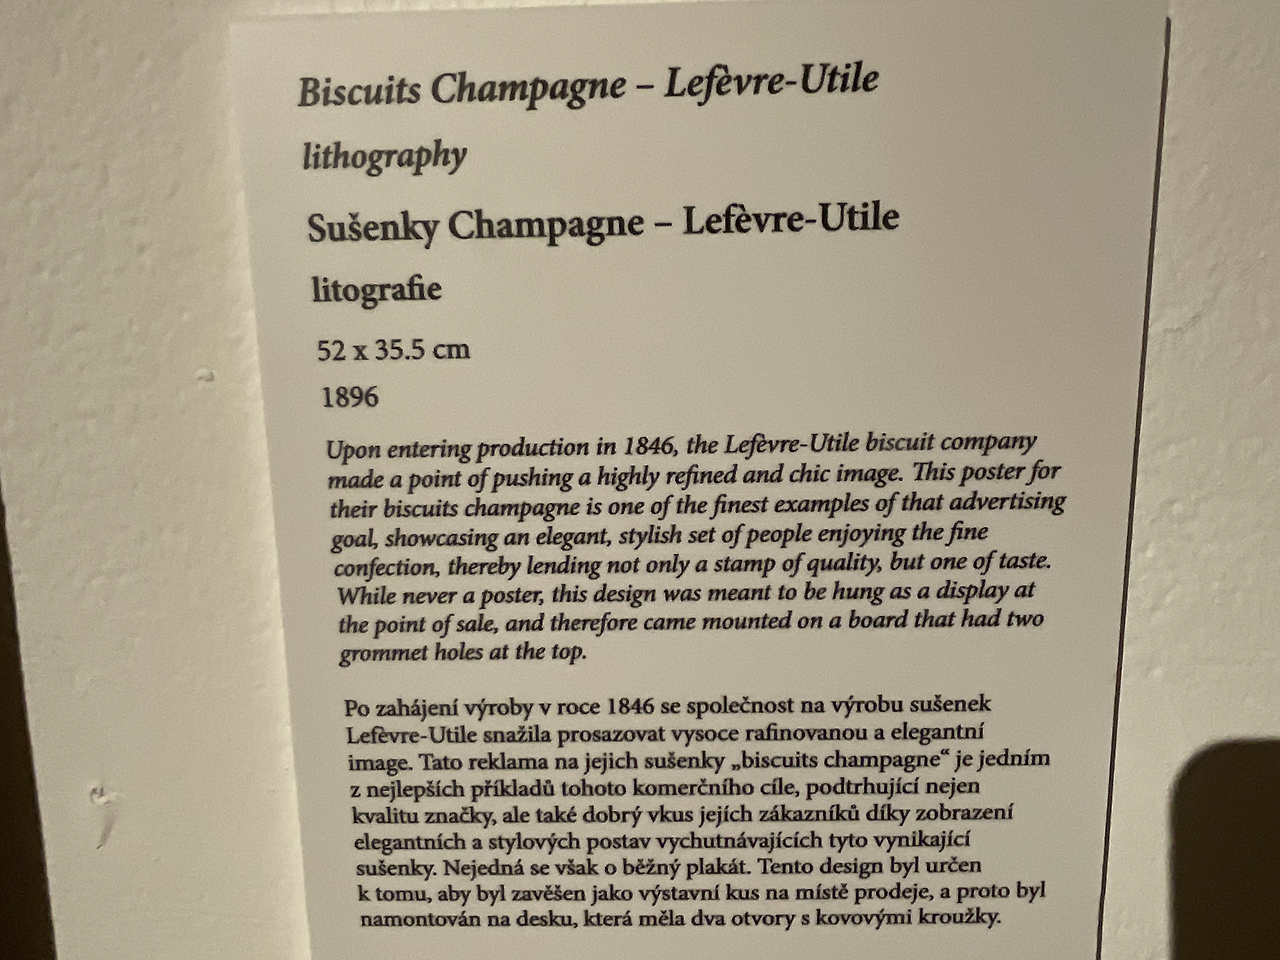 Biscuits Champagne – Lefèvre-Utile
lithography
Sušenky Champagne – Lefèvre-Utile
litografie
52 x 35.5 cm
1896
Upon entering production in 1846, the Lefèvre-Utile biscuit company
made a point of pushing a highly refined and chic image. This poster for
their biscuits champagne is one of the finest examples of that advertising
goal, showcasing an elegant, stylish set of people enjoying the fine
confection, thereby lending not only a stamp of quality, but one of taste.
While never a poster, this design was meant to be hung as a display at
the point of sale, and therefore came mounted on a board that had two
grommet holes at the top.
Po zahájení výroby v roce 1846 se společnost na výrobu sušenek
Lefèvre-Utile snažila prosazovat vysoce rafinovanou a elegantní
image. Tato reklama na jejich sušenky „biscuits champagne“ je jedním
z nejlepších příkladů tohoto komerčního cíle, podtrhující nejen
kvalitu značky, ale také dobrý vkus jejích zákazníků díky zobrazení
elegantních a stylových postav vychutnávajících tyto vynikající
sušenky. Nejedná se však o běžný plakát. Tento design byl určen
k tomu, aby byl zavěšen jako výstavní kus na místě prodeje, a proto byl
namontován na desku, která měla dva otvory s kovovými kroužky.